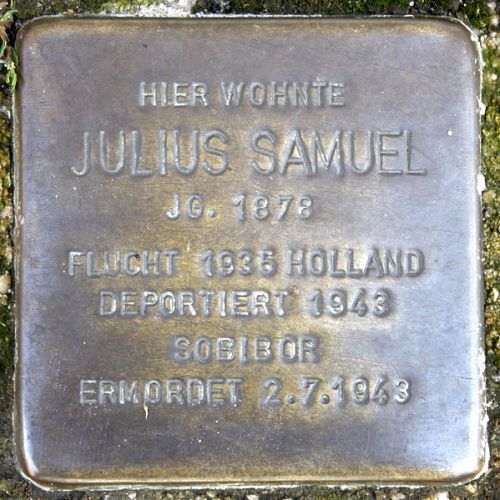 HIER WOHNTE
JULIUS SAMUEL
JG. 1878
FLUCHT 1935 HOLLAND
DEPORTIERT 1943
SOBIBOR
ERMORDET 2.7.1943